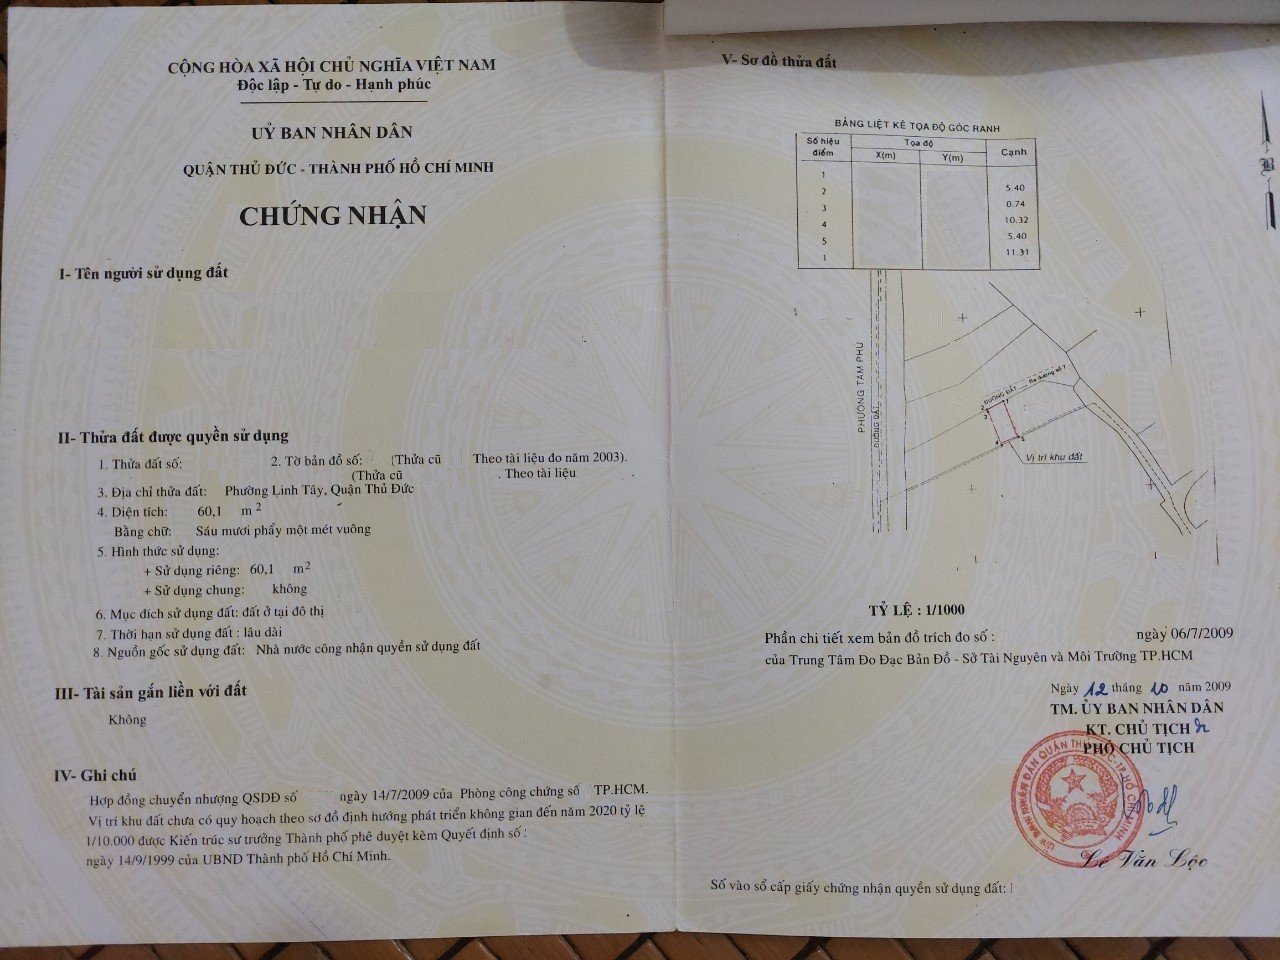 CỘNG HÒA XÃ HỘI CHỦ NGHĨA VIỆT NAM
Độc lập - Tự do - Hạnh phúc
UỶ BAN NHÂN DÂN
QUẬN THỦ ĐỨC - THÀNH PHỐ HỒ CHÍ MINH
CHỨNG NHẬN
I- Tên người sử dụng đất
II- Thửa đất được quyền sử dụng
1. Thửa đất số: 2. Tờ bản đồ số: (Thửa cũ Theo tài liệu đo năm 2003).
(Thửa cũ . Theo tài liệu
3. Địa chỉ thửa đất: Phường Linh Tây, Quận Thủ Đức
4. Diện tích: 60,1 m2
Bằng chữ: Sáu mươi phẩy một mét vuông
5. Hình thức sử dụng:
+ Sử dụng riêng: 60,1 m2
+ Sử dụng chung: không
6. Mục đích sử dụng đất: đất ở tại đô thị
7. Thời hạn sử dụng đất : lâu dài
8. Nguồn gốc sử dụng đất: Nhà nước công nhận quyền sử dụng đất
III- Tài sản gắn liền với đất
Không
IV- Ghi chú
Hợp đồng chuyển nhượng QSDĐ số ngày 14/7/2009 của Phòng công chứng số TP.HCM.
Vị trí khu đất chưa có quy hoạch theo sơ đồ định hướng phát triển không gian đến năm 2020 tỷ lệ
1/10.000 được Kiến trúc sư trưởng Thành phố phê duyệt kèm Quyết định số :
ngày 14/9/1999 của UBND Thành phố Hồ Chí Minh.
V- Sơ đồ thửa đất
BẢNG LIỆT KÊ TỌA ĐỘ GÓC RANH
Số hiệu điểm Tọa độ Cạnh
X(m) Y(m)
1
2 5.40
3 0.74
4 10.32
5 5.40
1 11.31
B
PHƯỜNG TAM PHU
ĐƯỜNG ĐẤT
ĐƯỜNG ĐẤT Ra đường số 7
1
2
3
4
5
Vị trí khu đất
TỶ LỆ : 1/1000
Phần chi tiết xem bản đồ trích đo số : ngày 06/7/2009
của Trung Tâm Đo Đạc Bản Đồ - Sở Tài Nguyên và Môi Trường TP.HCM
Ngày 12 tháng 10 năm 2009
TM. ỦY BAN NHÂN DÂN
KT. CHỦ TỊCH
PHÓ CHỦ TỊCH
Lê Văn Lộc
Số vào sổ cấp giấy chứng nhận quyền sử dụng đất: